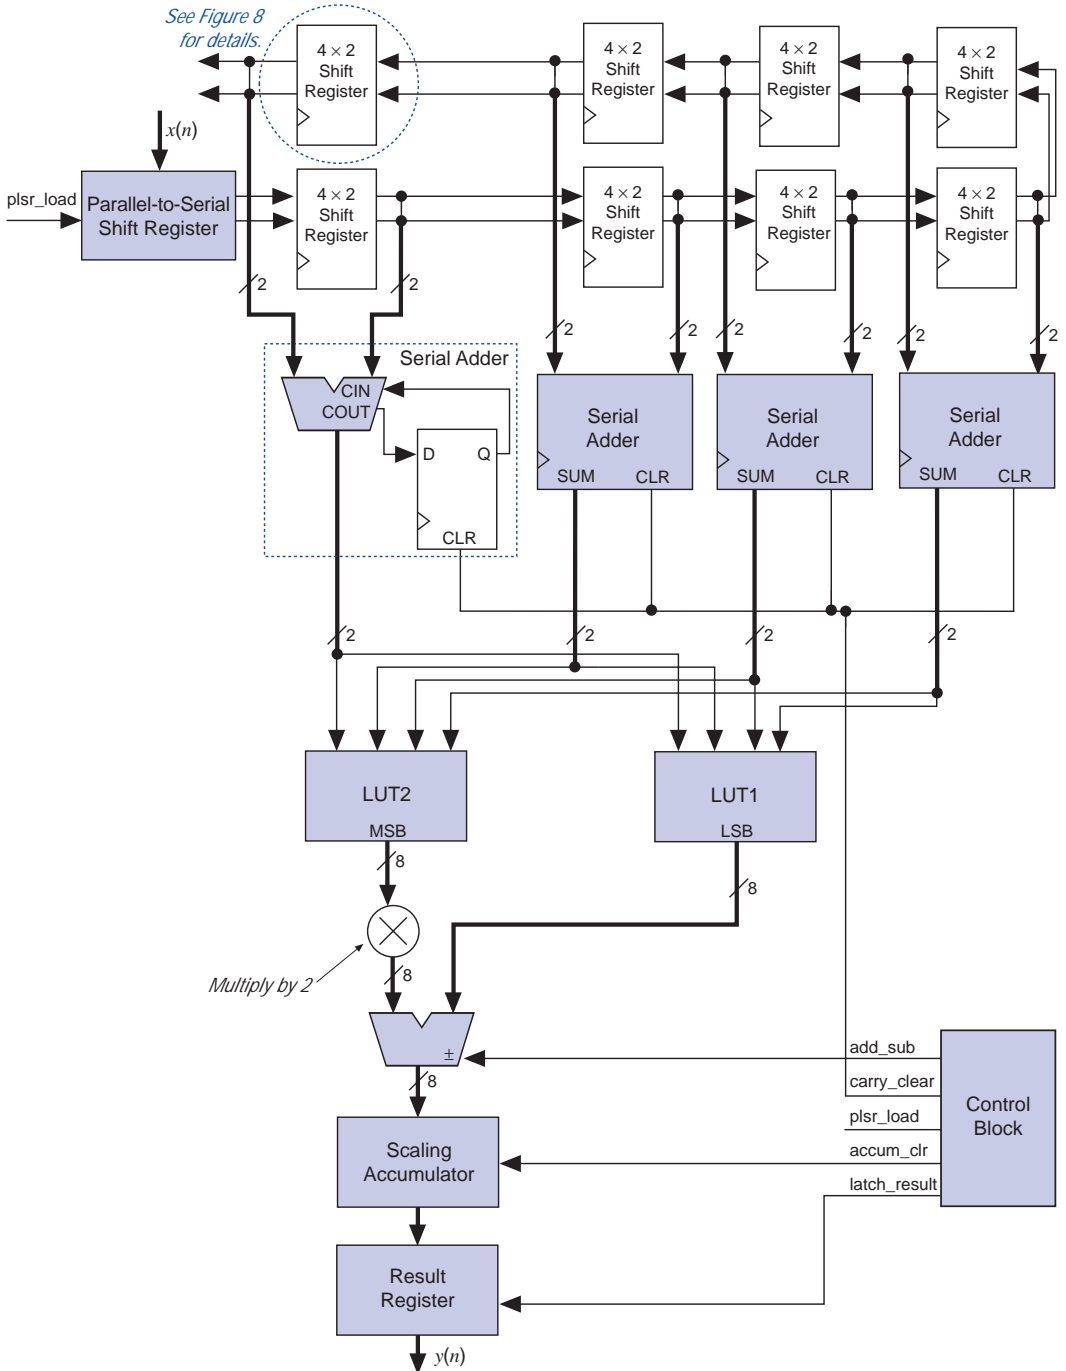 See Figure 8
for details.
4 × 2
Shift
Register
4 × 2
Shift
Register
4 × 2
Shift
Register
4 × 2
Shift
Register
x(n)
plsr_load
Parallel-to-Serial
Shift Register
4 × 2
Shift
Register
4 × 2
Shift
Register
4 × 2
Shift
Register
4 × 2
Shift
Register
2
2
2
2
2
2
2
2
Serial Adder
CIN
COUT
D
Q
CLR
Serial
Adder
SUM
CLR
Serial
Adder
SUM
CLR
Serial
Adder
SUM
CLR
2
2
2
2
LUT2
MSB
LUT1
LSB
8
8
Multiply by 2
8
±
8
add_sub
carry_clear
plsr_load
accum_clr
latch_result
Control
Block
Scaling
Accumulator
Result
Register
y(n)